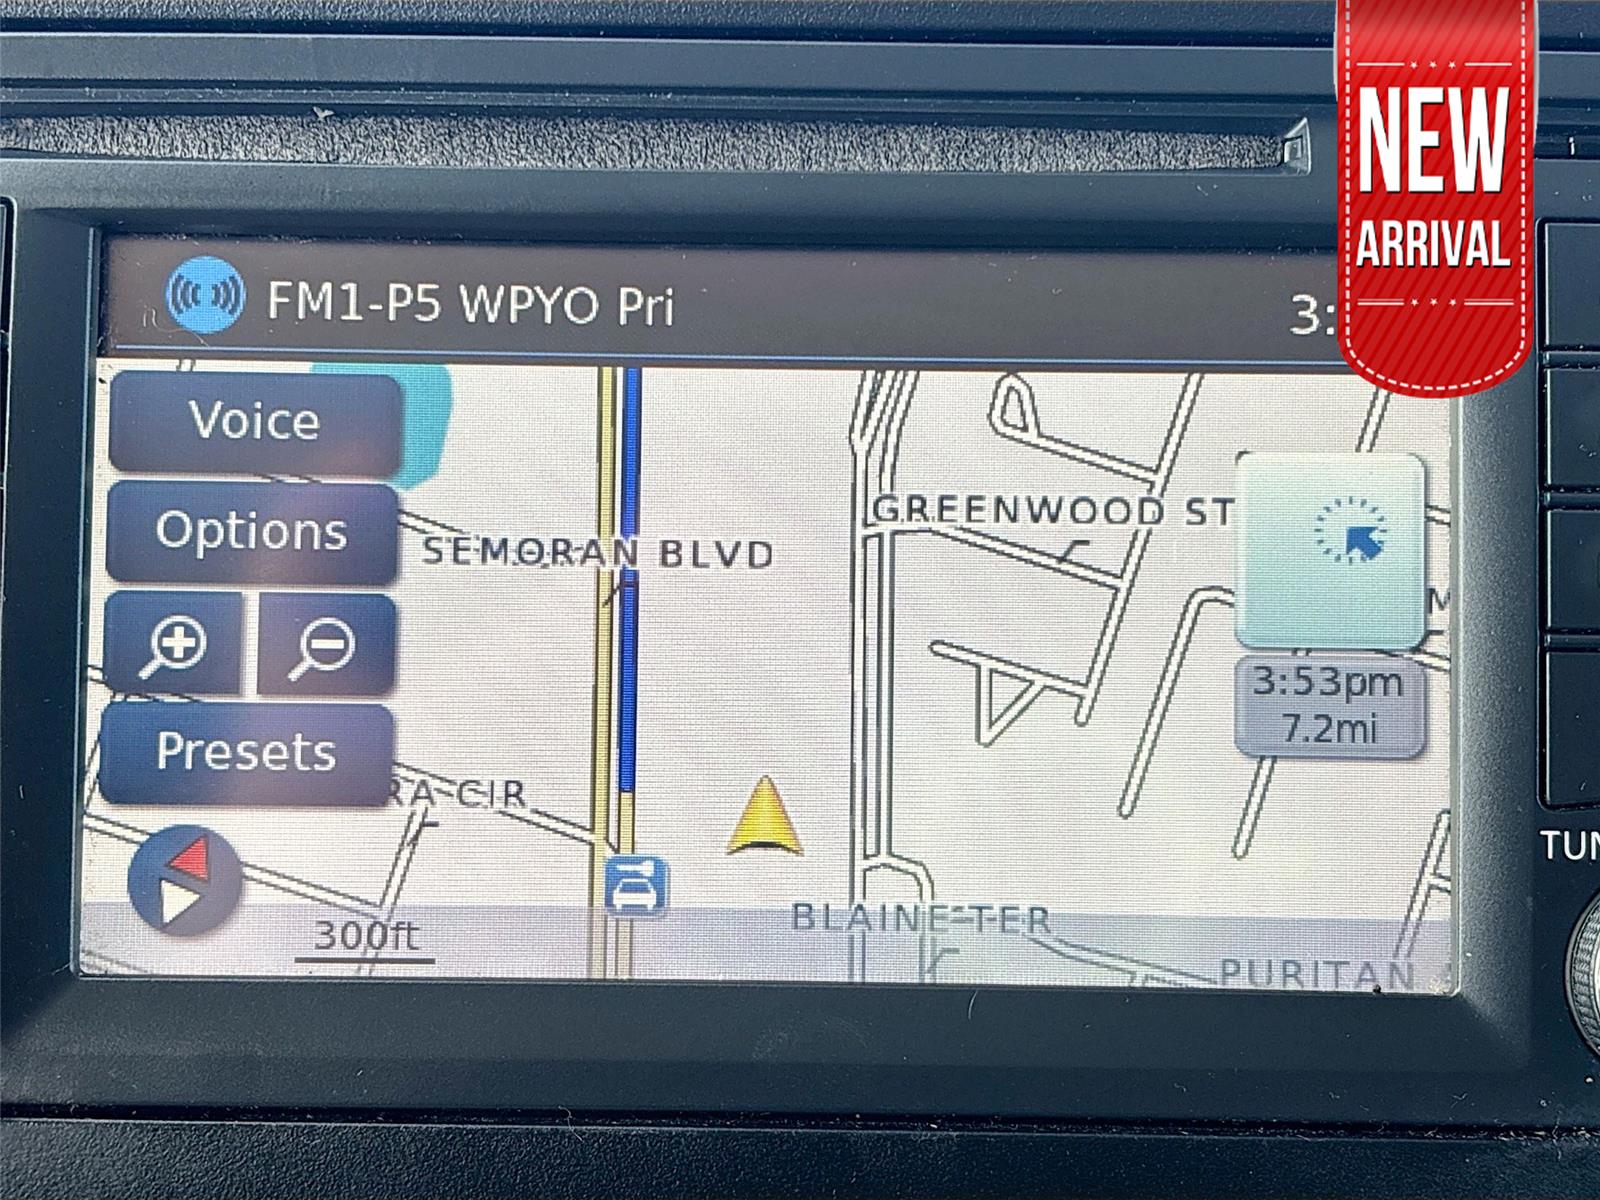 NEW
ARRIVAL
FM1-P5 WPYO Pri
3:
Voice
Options
GREENWOOD ST
SEMORAN BLVD
M
3:53pm
7.2mi
Presets
RA CIR
TUN
300ft
BLAINE TER
PURITAN